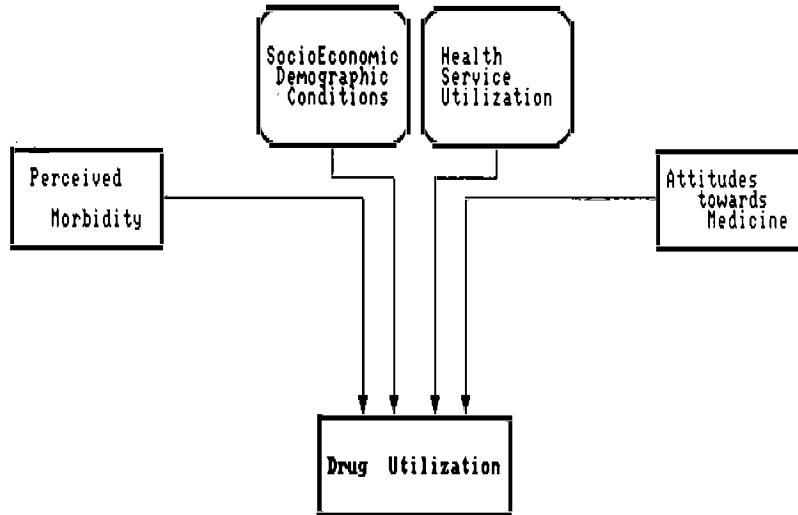 SocioEconomic
Demographic
Conditions
Health
Service
Utilization
Perceived
Morbidity
Attitudes
towards
Medicine
Drug Utilization